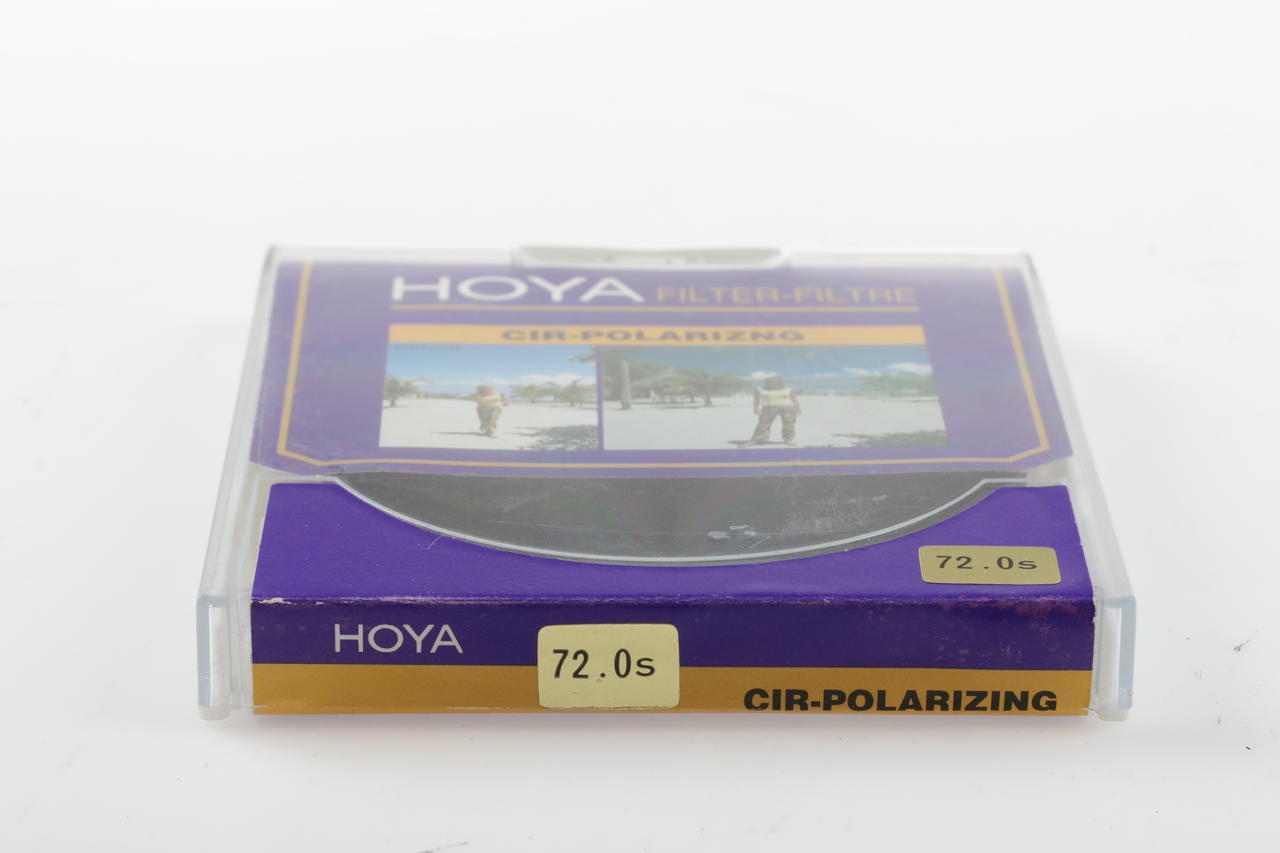 HOYA FILTER-FILTRE
CIR-POLARIZNG
72.0s
HOYA
72.0s
CIR-POLARIZING